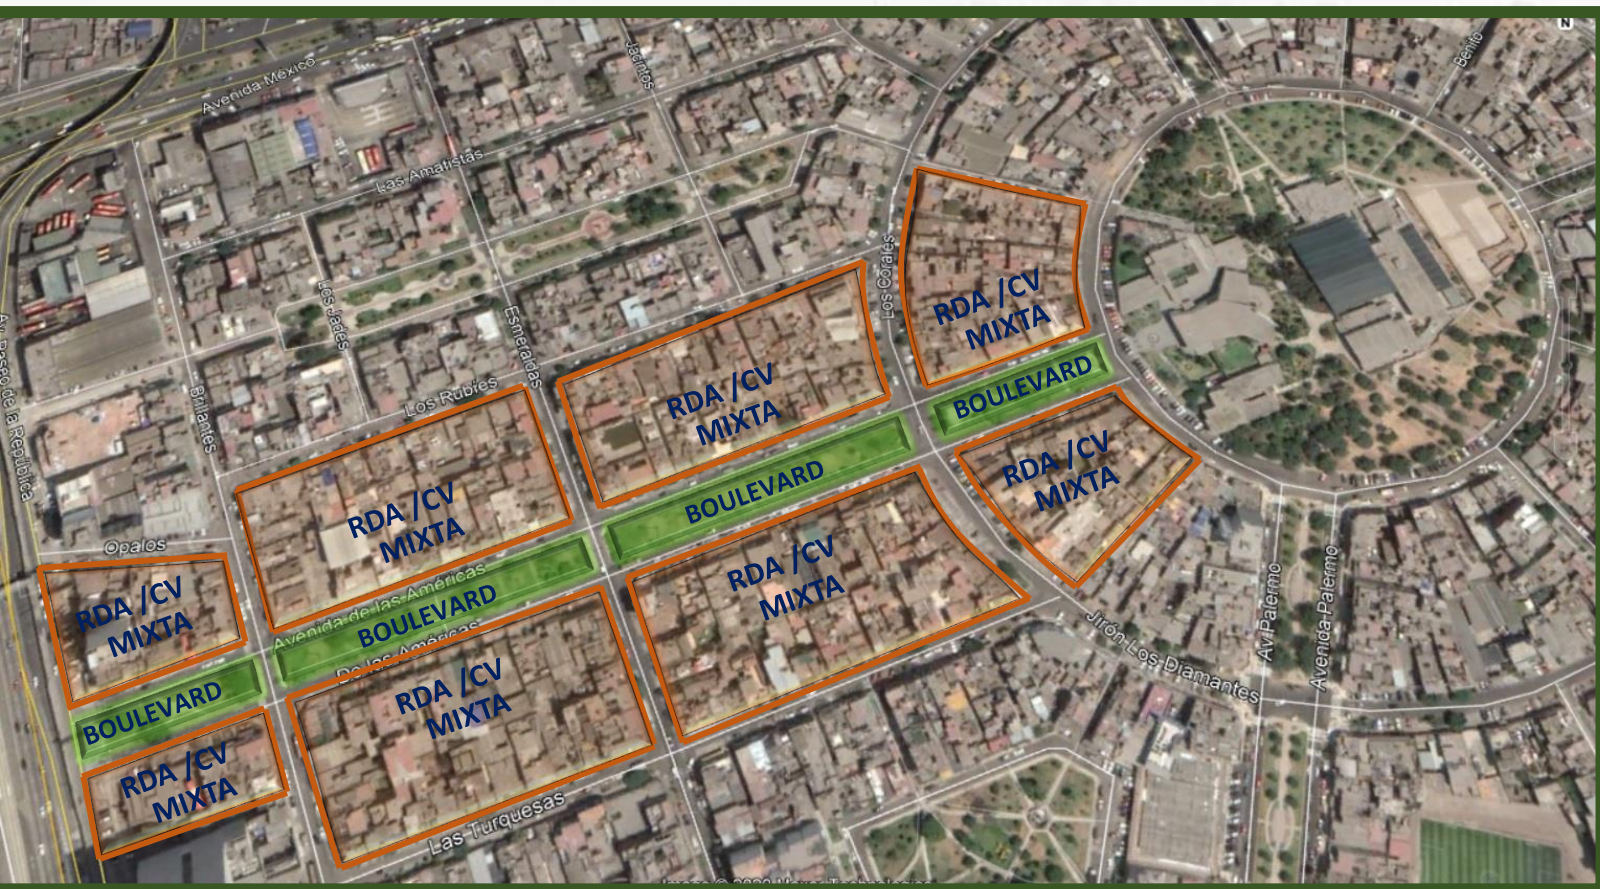 N
Benito
Jacintos
Avenida México
Las Amatistas
Los Corales
Los Jades
Esmeraldas
RDA /CV
MIXTA
BOULEVARD
RDA /CV
MIXTA
Los Rubíes
Brillantes
RDA /CV
MIXTA
BOULEVARD
RDA /CV
MIXTA
Av. Paseo de la República
Opalos
RDA /CV
MIXTA
Avenida de las Américas
BOULEVARD
De las Américas
RDA /CV
MIXTA
Jirón Los Diamantes
Av Palermo
Avenida Palermo
BOULEVARD
RDA /CV
MIXTA
RDA /CV
MIXTA
Las Turquesas